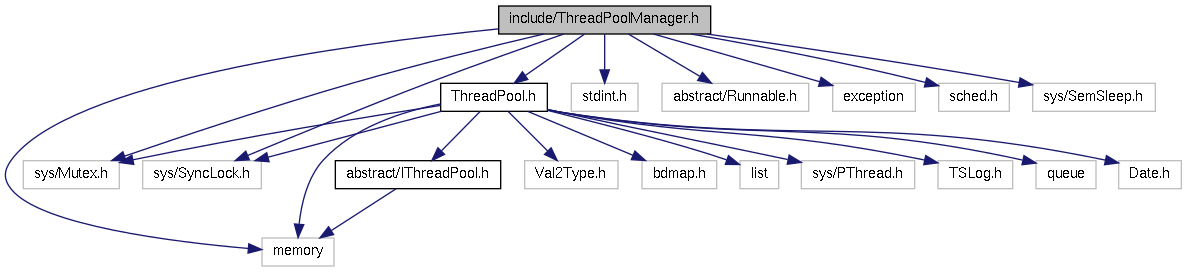 include/ThreadPoolManager.h
ThreadPool.h
stdint.h
abstract/Runnable.h
exception
sched.h
sys/SemSleep.h
sys/Mutex.h
sys/SyncLock.h
abstract/IThreadPool.h
Val2Type.h
bdmap.h
list
sys/PThread.h
TSLog.h
queue
Date.h
memory